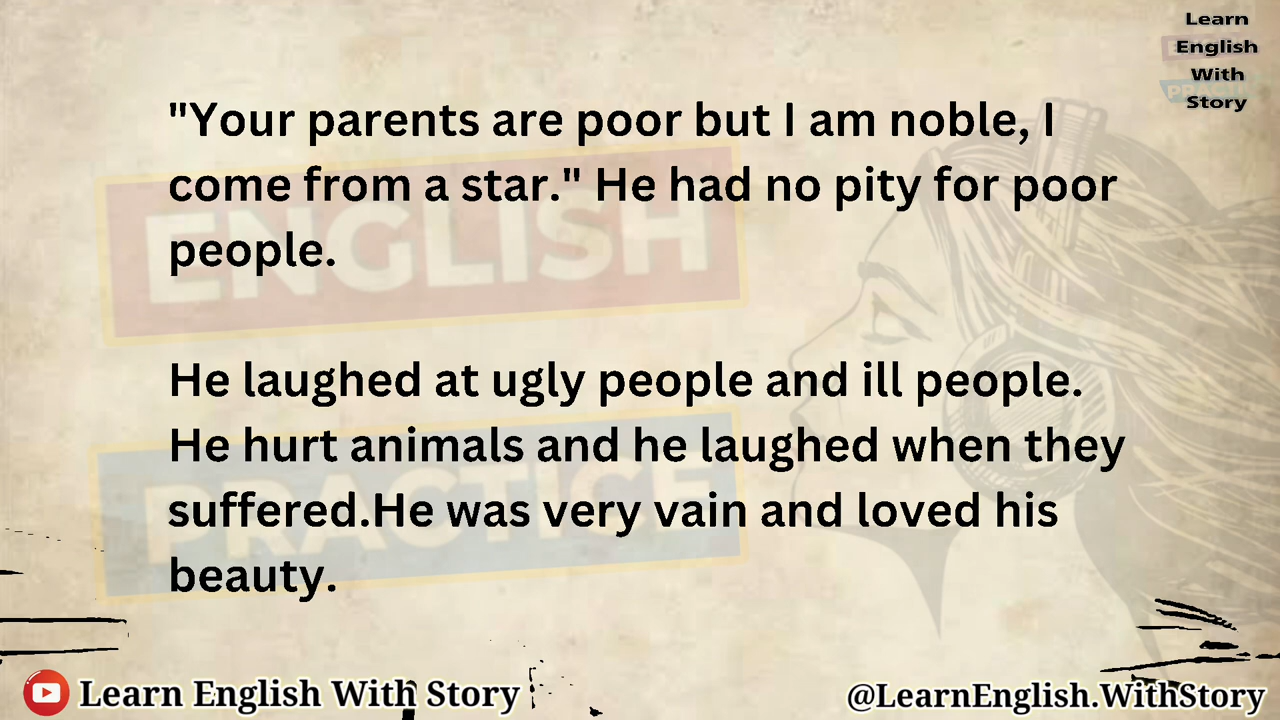 Learn
English
With
Story
"Your parents are poor but I am noble, I
come from a star." He had no pity for poor
people.
ENGLISH
He laughed at ugly people and ill people.
He hurt animals and he laughed when they
suffered.He was very vain and loved his
beauty.
PRACTICE
Learn English With Story
@LearnEnglish.WithStory